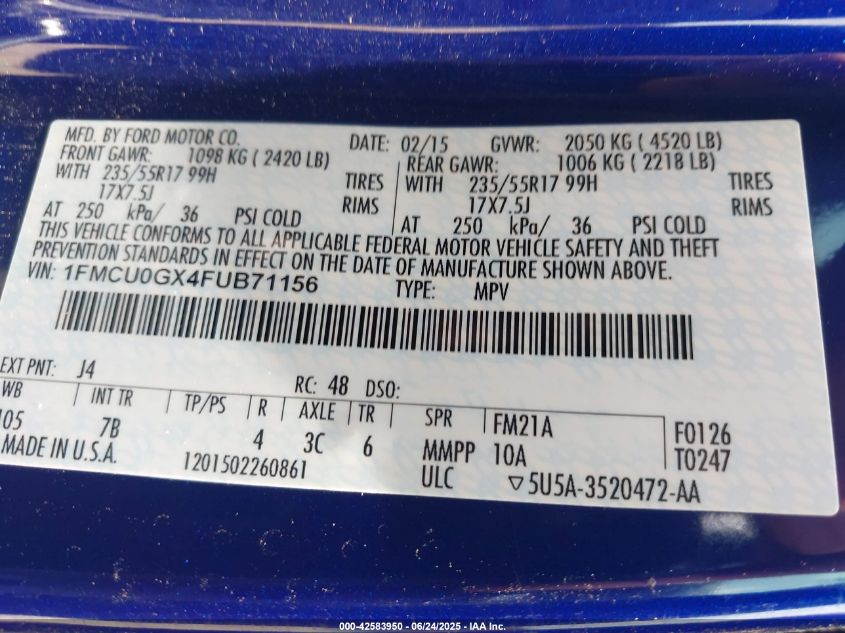 MFD. BY FORD MOTOR CO. DATE: 02/15 GVWR: 2050 KG ( 4520 LB)
FRONT GAWR: 1098 KG ( 2420 LB) REAR GAWR: 1006 KG ( 2218 LB)
WITH 235/55R17 99H TIRES WITH 235/55R17 99H TIRES
17X7.5J RIMS 17X7.5J RIMS
AT 250 kPa/ 36 PSI COLD AT 250 kPa/ 36 PSI COLD
THIS VEHICLE CONFORMS TO ALL APPLICABLE FEDERAL MOTOR VEHICLE SAFETY AND THEFT
PREVENTION STANDARDS IN EFFECT ON THE DATE OF MANUFACTURE SHOWN ABOVE.
VIN: 1FMCU0GX4FUB71156 TYPE: MPV
EXT PNT: J4 RC: 48 DSO:
WB INT TR TP/PS R AXLE TR SPR FM21A F0126
105 7B 4 3C 6 MMPP 10A T0247
MADE IN U.S.A. 1201502260861 ULC ▽5U5A-3520472-AA
000-42583950 - 06/24/2025 - IAA Inc.